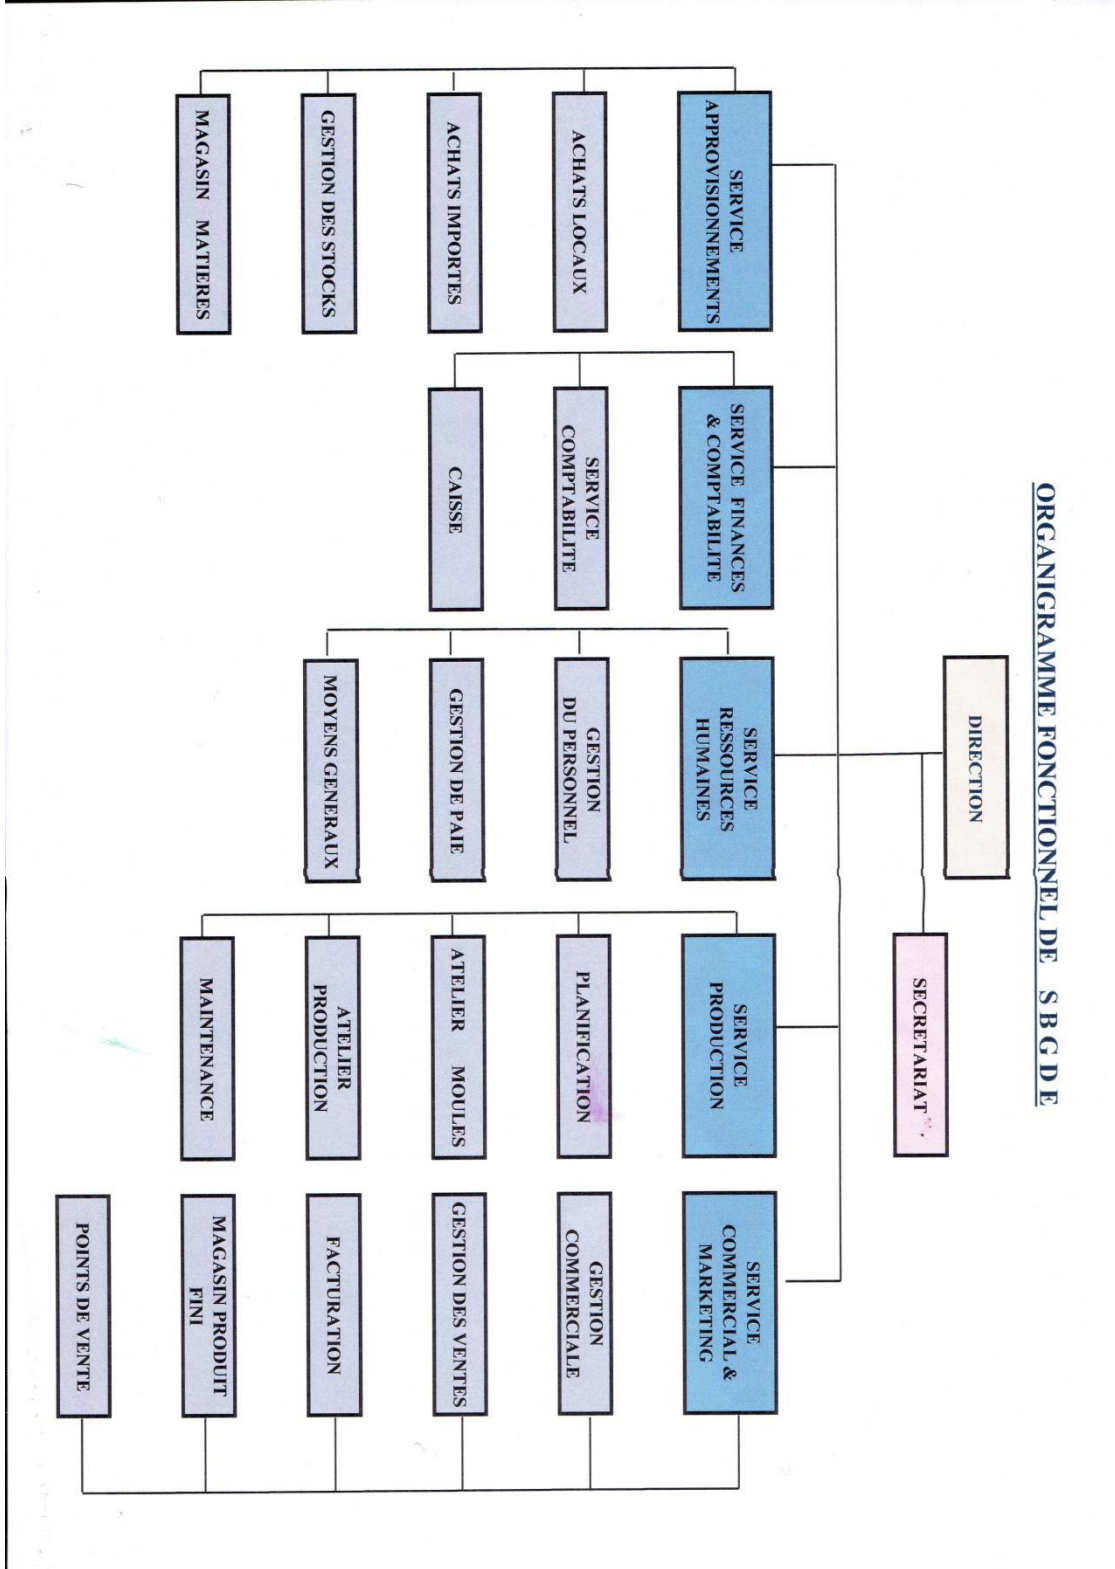 ORGANIGRAMME FONCTIONNEL DE S B G D E
DIRECTION
SECRETARIAT
SERVICE
APPROVISIONNEMENTS
ACHATS LOCAUX
ACHATS IMPORTES
GESTION DES STOCKS
MAGASIN MATIERES
SERVICE FINANCES
& COMPTABILITE
SERVICE
COMPTABILITE
CAISSE
SERVICE
RESSOURCES
HUMAINES
GESTION
DU PERSONNEL
GESTION DE PAIE
MOYENS GENERAUX
SERVICE
PRODUCTION
PLANIFICATION
ATELIER MOULES
ATELIER
PRODUCTION
MAINTENANCE
SERVICE
COMMERCIAL &
MARKETING
GESTION
COMMERCIALE
GESTION DES VENTES
FACTURATION
MAGASIN PRODUIT
FINI
POINTS DE VENTE